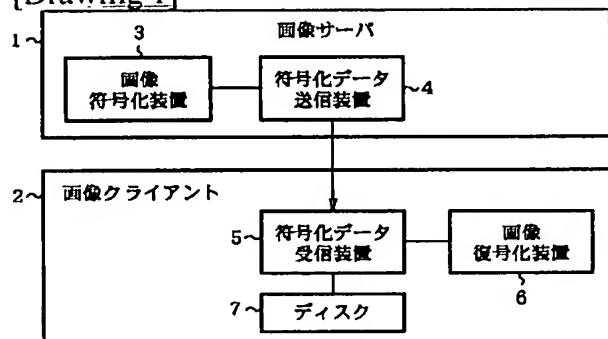 [Drawing 1]
1 画像サーバ
3
画像
符号化装置
符号化データ
送信装置
4
2 画像クライアント
5
符号化データ
受信装置
画像
復号化装置
6
7
ディスク